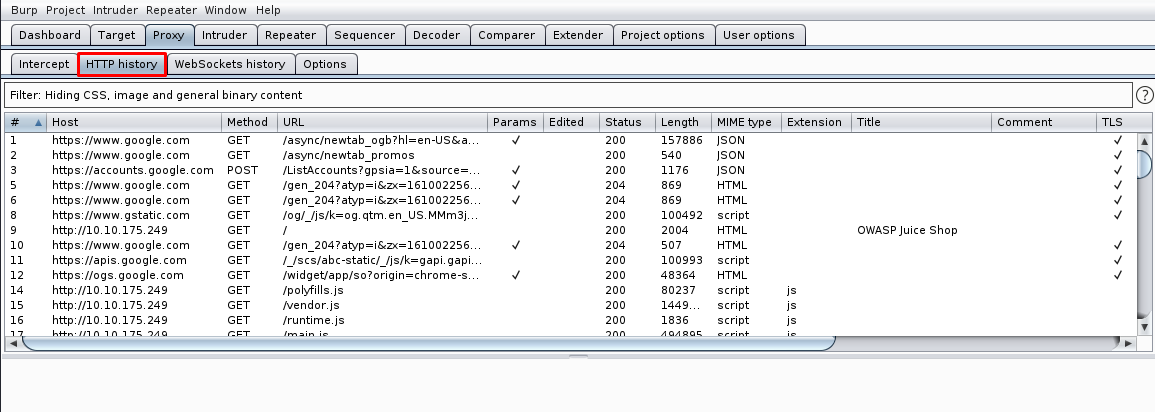 Burp Project Intruder Repeater Window Help
Dashboard Target Proxy Intruder Repeater Sequencer Decoder Comparer Extender Project options User options
Intercept HTTP history WebSockets history Options
Filter: Hiding CSS, image and general binary content ?
# Host Method URL Params Edited Status Length MIME type Extension Title Comment TLS
1 https://www.google.com GET /async/newtab_ogb?hl=en-US&a... ✓ 200 157886 JSON ✓
2 https://www.google.com GET /async/newtab_promos 200 540 JSON ✓
3 https://accounts.google.com POST /ListAccounts?gpsia=1&source=... ✓ 200 1176 JSON ✓
5 https://www.google.com GET /gen_204?atyp=i&zx=161002256... ✓ 204 869 HTML ✓
6 https://www.google.com GET /gen_204?atyp=i&zx=161002256... ✓ 204 869 HTML ✓
8 https://www.gstatic.com GET /og/_/js/k=og.qtm.en_US.MMm3j... 200 100492 script ✓
9 http://10.10.175.249 GET / 200 2004 HTML OWASP Juice Shop
10 https://www.google.com GET /gen_204?atyp=i&zx=161002256... ✓ 204 507 HTML ✓
11 https://apis.google.com GET /_/scs/abc-static/_/js/k=gapi.gapi... 200 100993 script ✓
12 https://ogs.google.com GET /widget/app/so?origin=chrome-s... ✓ 200 48364 HTML ✓
14 http://10.10.175.249 GET /polyfills.js 200 80237 script js
15 http://10.10.175.249 GET /vendor.js 200 1449... script js
16 http://10.10.175.249 GET /runtime.js 200 1836 script js
17 http://10.10.175.249 GET /main.js 200 494895 script js